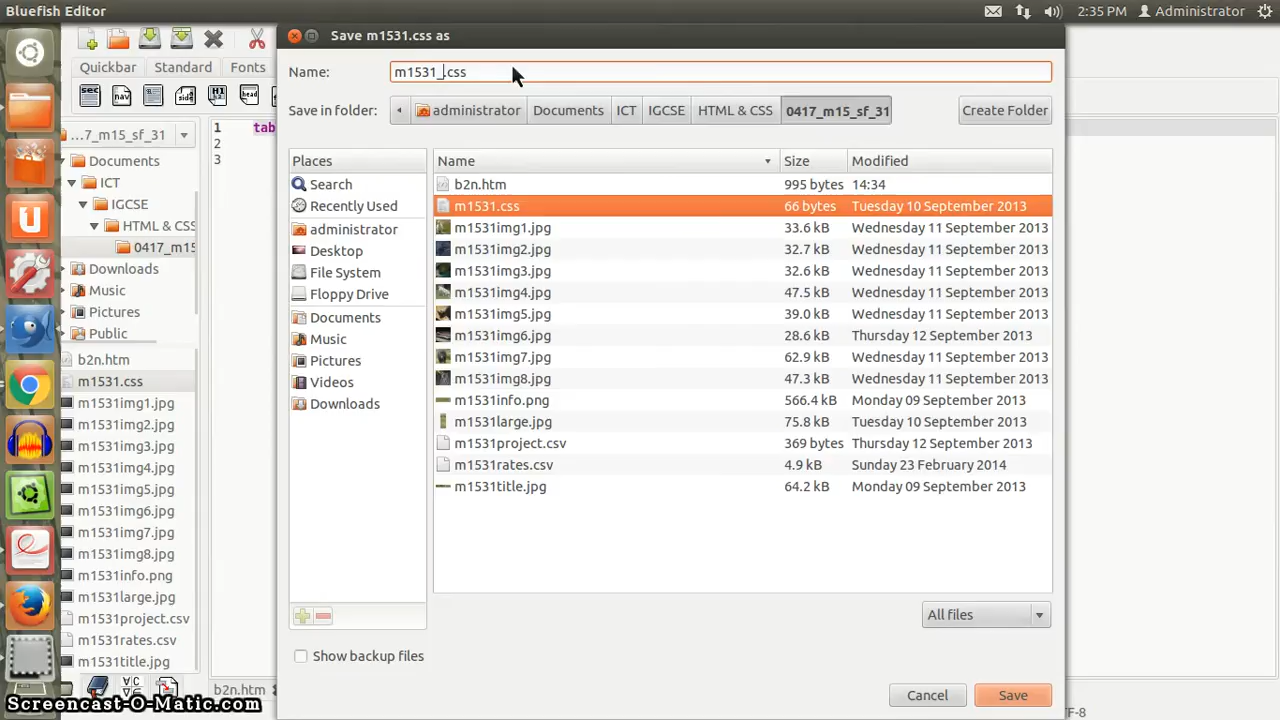 Bluefish Editor
2:35 PM
Administrator
Save m1531.css as
Name:
m1531_.css
Save in folder:
administrator
Documents
ICT
IGCSE
HTML & CSS
0417_m15_sf_31
Create Folder
Quickbar
Standard
Fonts
...7_m15_sf_31
Documents
ICT
IGCSE
HTML & CSS
0417_m15
Downloads
Music
Pictures
Public
b2n.htm
m1531.css
m1531img1.jpg
m1531img2.jpg
m1531img3.jpg
m1531img4.jpg
m1531img5.jpg
m1531img6.jpg
m1531img7.jpg
m1531img8.jpg
m1531info.png
m1531large.jpg
m1531project.csv
m1531rates.csv
m1531title.jpg
1
tab
2
3
Places
Search
Recently Used
administrator
Desktop
File System
Floppy Drive
Documents
Music
Pictures
Videos
Downloads
Name
Size
Modified
b2n.htm 995 bytes 14:34
m1531.css 66 bytes Tuesday 10 September 2013
m1531img1.jpg 33.6 kB Wednesday 11 September 2013
m1531img2.jpg 32.7 kB Wednesday 11 September 2013
m1531img3.jpg 32.6 kB Wednesday 11 September 2013
m1531img4.jpg 47.5 kB Wednesday 11 September 2013
m1531img5.jpg 39.0 kB Wednesday 11 September 2013
m1531img6.jpg 28.6 kB Thursday 12 September 2013
m1531img7.jpg 62.9 kB Wednesday 11 September 2013
m1531img8.jpg 47.3 kB Wednesday 11 September 2013
m1531info.png 566.4 kB Monday 09 September 2013
m1531large.jpg 75.8 kB Tuesday 10 September 2013
m1531project.csv 369 bytes Thursday 12 September 2013
m1531rates.csv 4.9 kB Sunday 23 February 2014
m1531title.jpg 64.2 kB Monday 09 September 2013
All files
Show backup files
Cancel
Save
b2n.htm
TF-8
Screencast-O-Matic.com